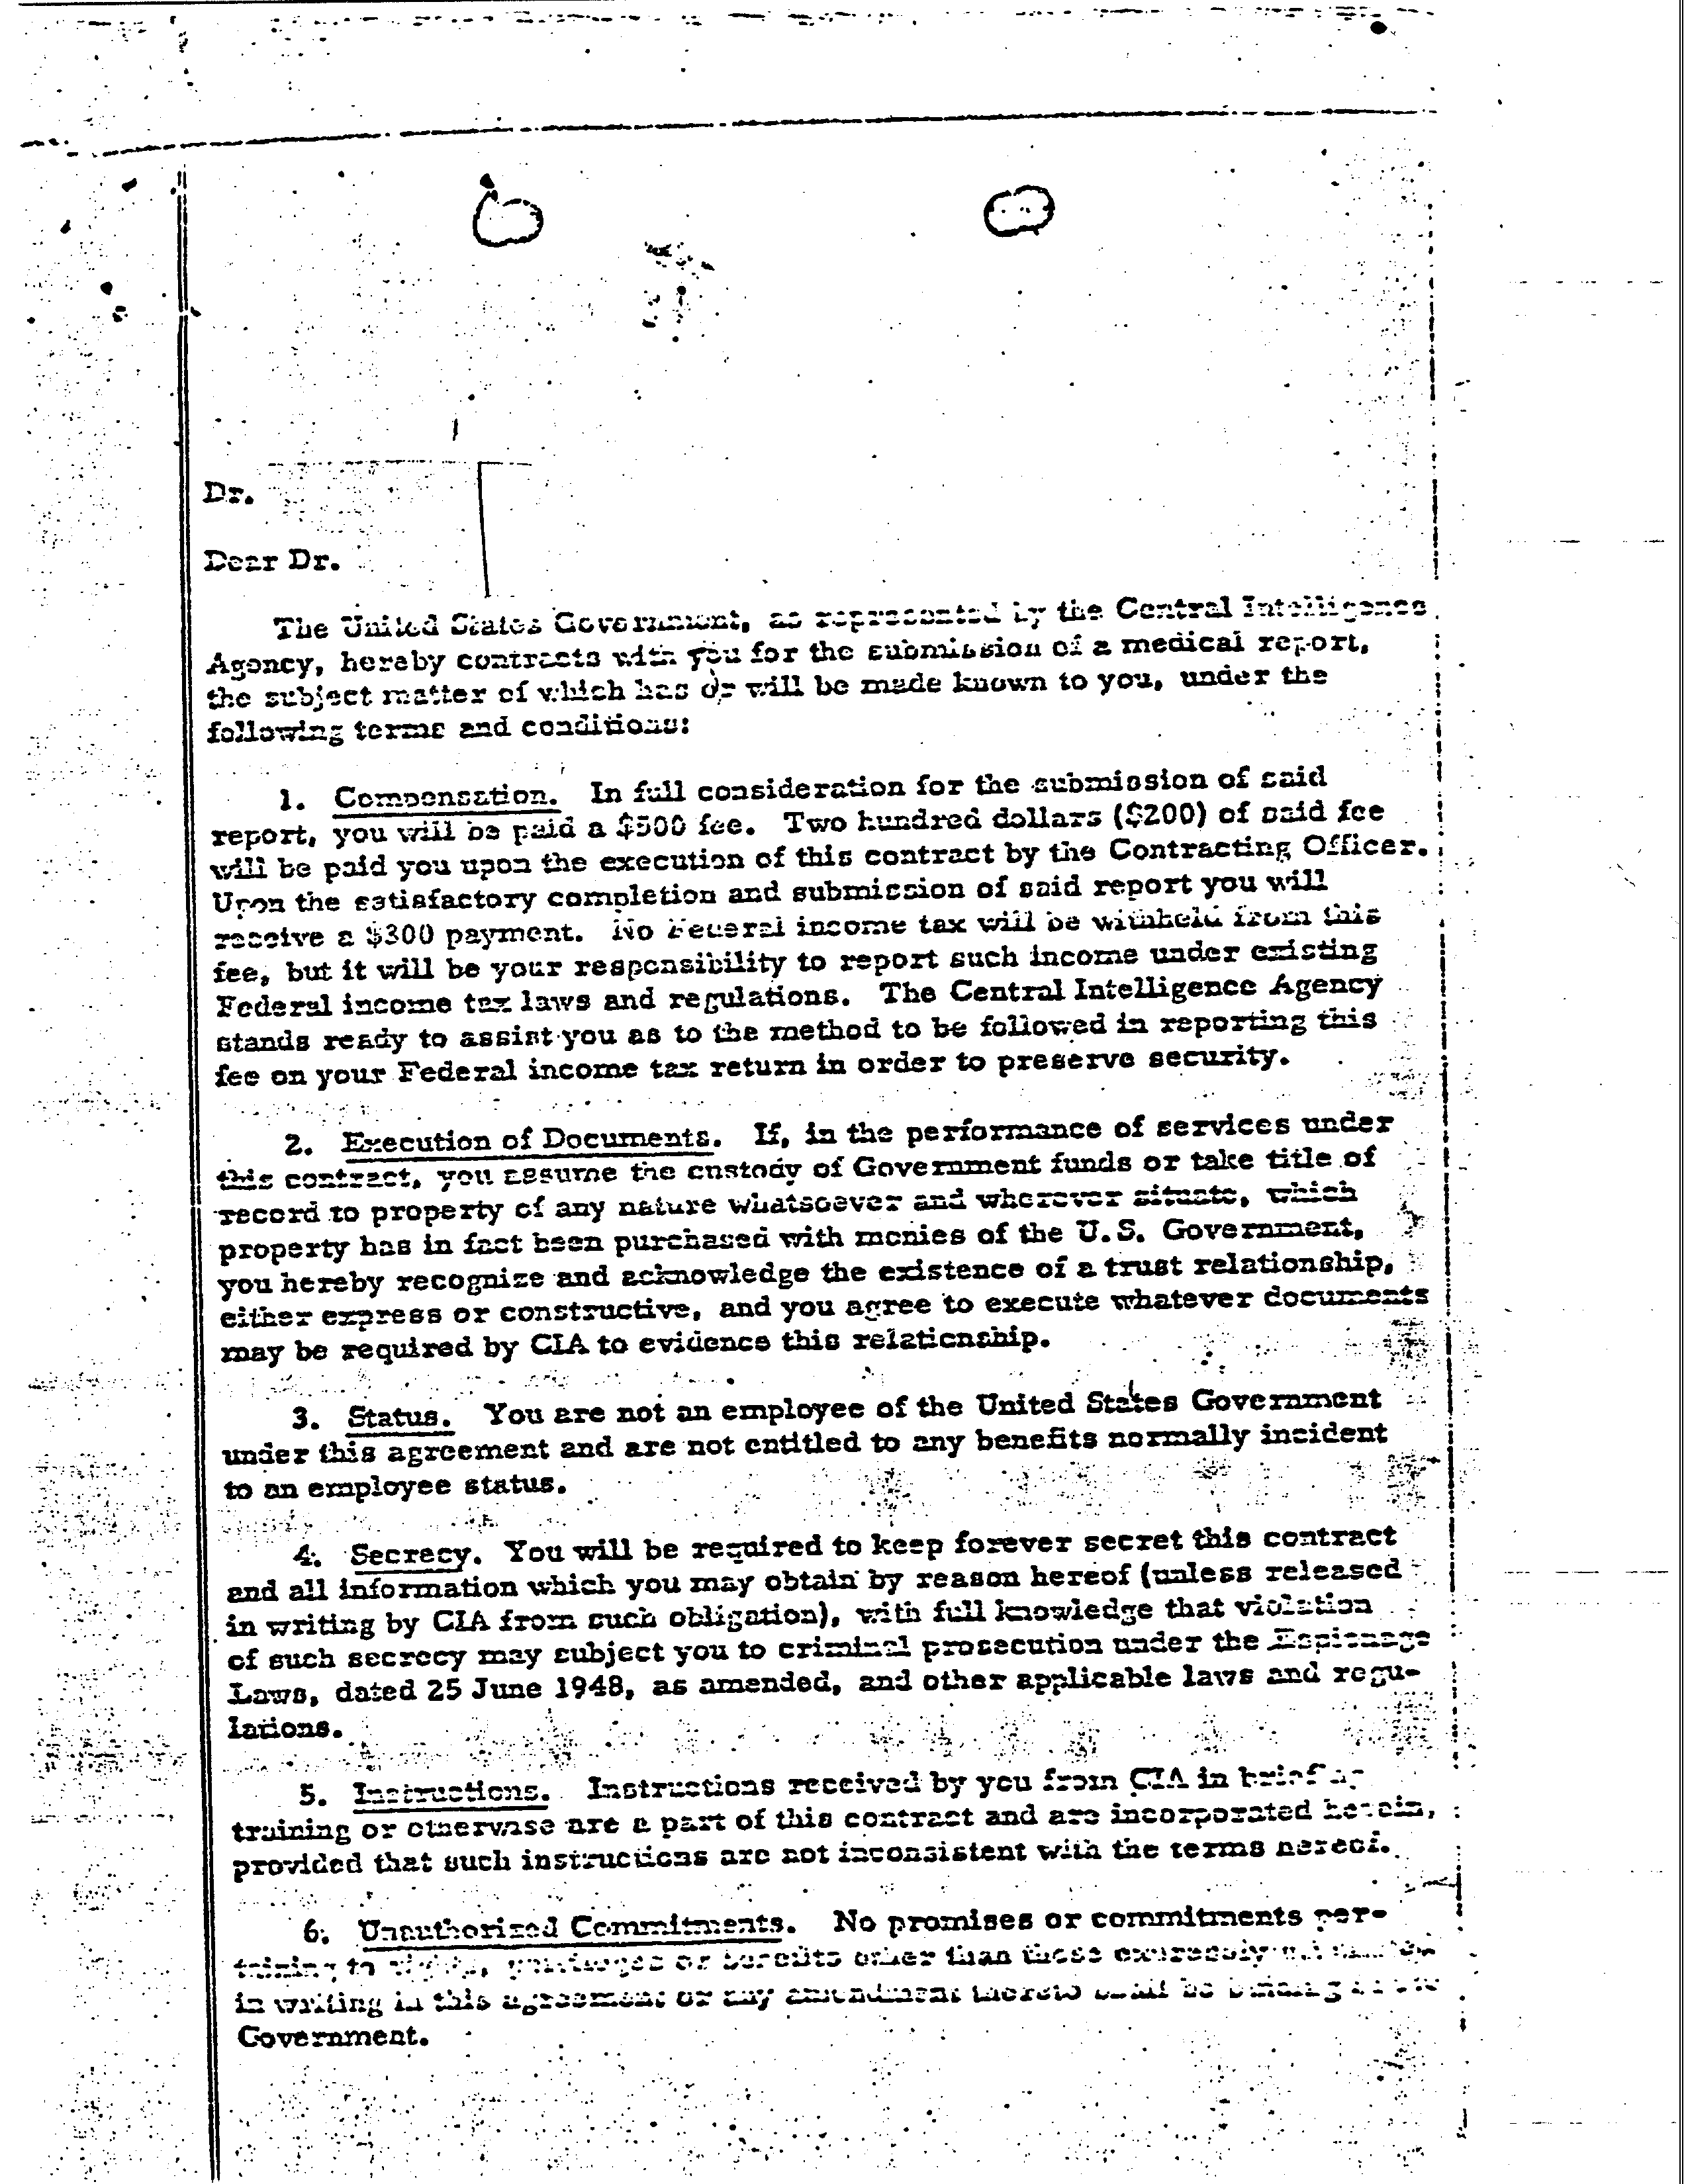 Dr.
Dear Dr.
The United States Government, as represented by the Central Intelligence
Agency, hereby contracts with you for the submission of a medical report,
the subject matter of which has or will be made known to you, under the
following terms and conditions:
1. Compensation. In full consideration for the submission of said
report, you will be paid a $500 fee. Two hundred dollars ($200) of said fee
will be paid you upon the execution of this contract by the Contracting Officer.
Upon the satisfactory completion and submission of said report you will
receive a $300 payment. No Federal income tax will be withheld from this
fee, but it will be your responsibility to report such income under existing
Federal income tax laws and regulations. The Central Intelligence Agency
stands ready to assist you as to the method to be followed in reporting this
fee on your Federal income tax return in order to preserve security.
2. Execution of Documents. If, in the performance of services under
this contract, you assume the custody of Government funds or take title of
record to property of any nature whatsoever and wherever situate, which
property has in fact been purchased with monies of the U.S. Government,
you hereby recognize and acknowledge the existence of a trust relationship,
either express or constructive, and you agree to execute whatever documents
may be required by CIA to evidence this relationship.
3. Status. You are not an employee of the United States Government
under this agreement and are not entitled to any benefits normally incident
to an employee status.
4. Secrecy. You will be required to keep forever secret this contract
and all information which you may obtain by reason hereof (unless released
in writing by CIA from such obligation), with full knowledge that violation
of such secrecy may subject you to criminal prosecution under the Espionage
Laws, dated 25 June 1948, as amended, and other applicable laws and regu-
lations.
5. Instructions. Instructions received by you from CIA in
training or otherwise are a part of this contract and are incorporated herein,
provided that such instructions are not inconsistent with the terms hereof.
6. Unauthorized Commitments. No promises or commitments per-
taining to rights, privileges or benefits other than those expressly
in writing in this agreement or any amendment thereto shall be binding
Government.